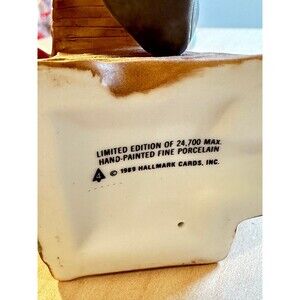 LIMITED EDITION OF 24,700 MAX.
HAND-PAINTED FINE PORCELAIN
© 1989 HALLMARK CARDS, INC.